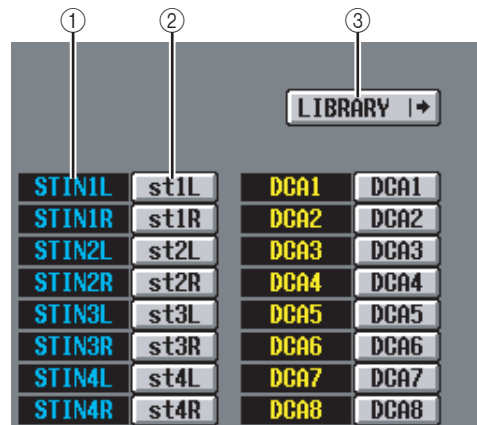 ① ② ③
LIBRARY
STIN1L st1L DCA1 DCA1
STIN1R st1R DCA2 DCA2
STIN2L st2L DCA3 DCA3
STIN2R st2R DCA4 DCA4
STIN3L st3L DCA5 DCA5
STIN3R st3R DCA6 DCA6
STIN4L st4L DCA7 DCA7
STIN4R st4R DCA8 DCA8